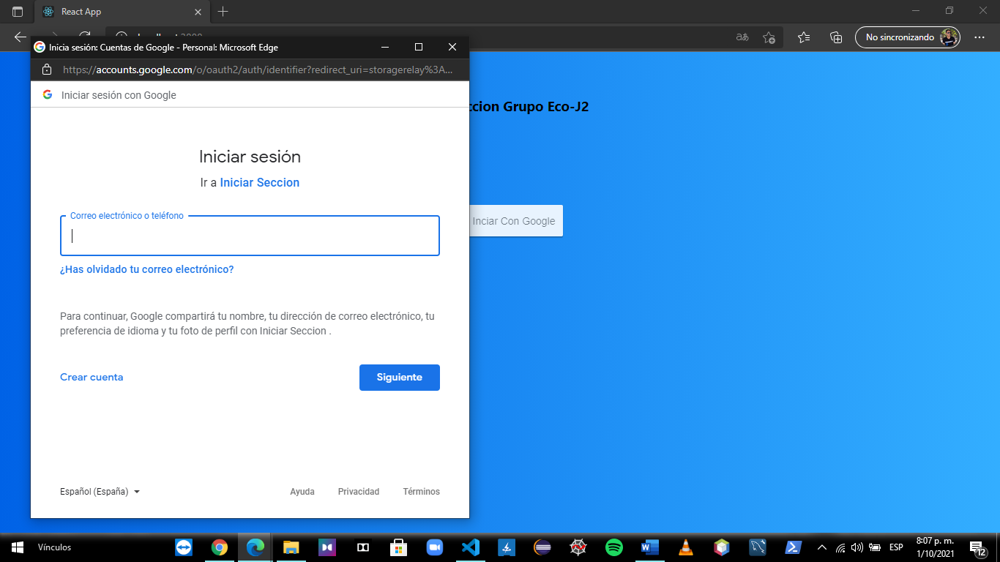 React App
No sincronizando
Inicia sesión: Cuentas de Google - Personal: Microsoft Edge
https://accounts.google.com/o/oauth2/auth/identifier?redirect_uri=storagerelay%3A...
Iniciar sesión con Google
ccion Grupo Eco-J2
Iniciar sesión
Ir a Iniciar Seccion
Correo electrónico o teléfono
Inciar Con Google
¿Has olvidado tu correo electrónico?
Para continuar, Google compartirá tu nombre, tu dirección de correo electrónico, tu
preferencia de idioma y tu foto de perfil con Iniciar Seccion .
Crear cuenta
Siguiente
Español (España)
Ayuda
Privacidad
Términos
Vínculos
ESP
8:07 p. m.
1/10/2021
12